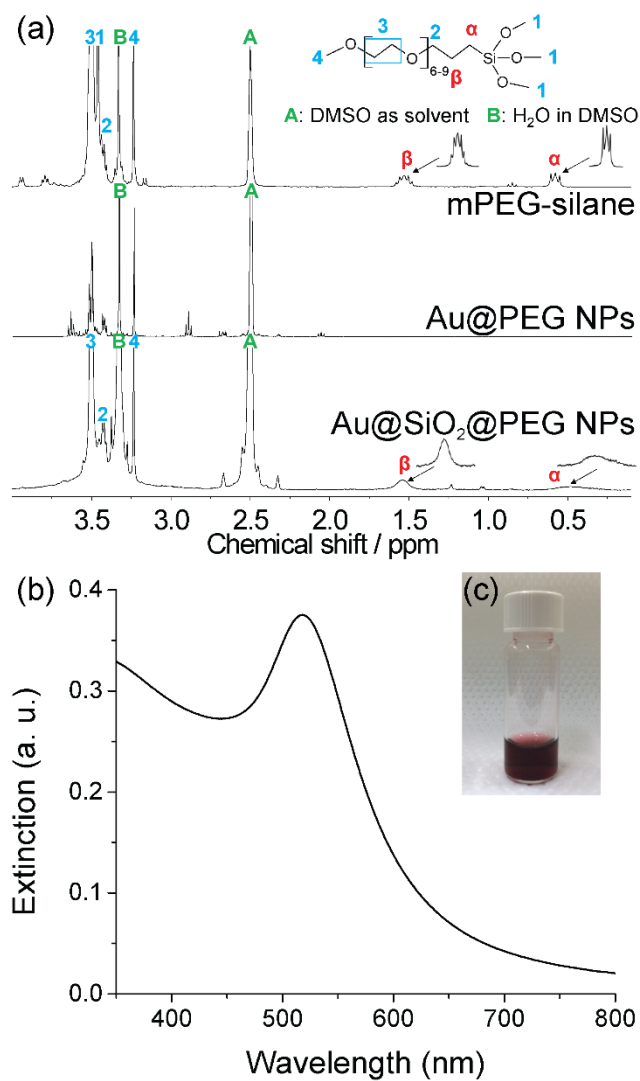 (a)
31 B 4 A
2
3 2 α 1
4 O O Si O 1
6-9 β O 1
A: DMSO as solvent B: H₂O in DMSO
β α
mPEG-silane
B A
Au@PEG NPs
3 B 4 A
2
Au@SiO₂@PEG NPs
β α
3.5 3.0 2.5 2.0 1.5 1.0 0.5
Chemical shift / ppm
(b) (c)
0.4
0.3
0.2
0.1
0.0
Extinction (a. u.)
400 500 600 700 800
Wavelength (nm)